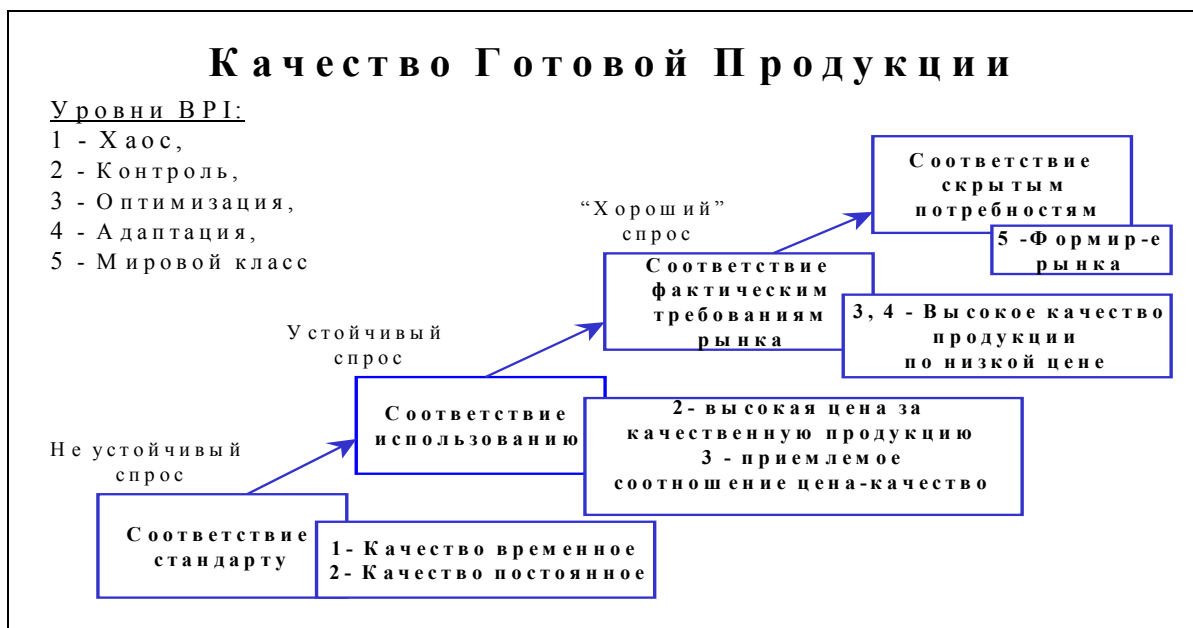 Качество Готовой Продукции
Уровни BPI:
1 - Хаос,
2 - Контроль,
3 - Оптимизация,
4 - Адаптация,
5 - Мировой класс
Соответствие
скрытым
потребностям
5 -Формир-е
рынка
“Хороший”
спрос
Соответствие
фактическим
требованиям
рынка
3, 4 - Высокое качество
продукции
по низкой цене
Устойчивый
спрос
Соответствие
использованию
2- высокая цена за
качественную продукцию
3 - приемлемое
соотношение цена-качество
Не устойчивый
спрос
Соответствие
стандарту
1- Качество временное
2- Качество постоянное